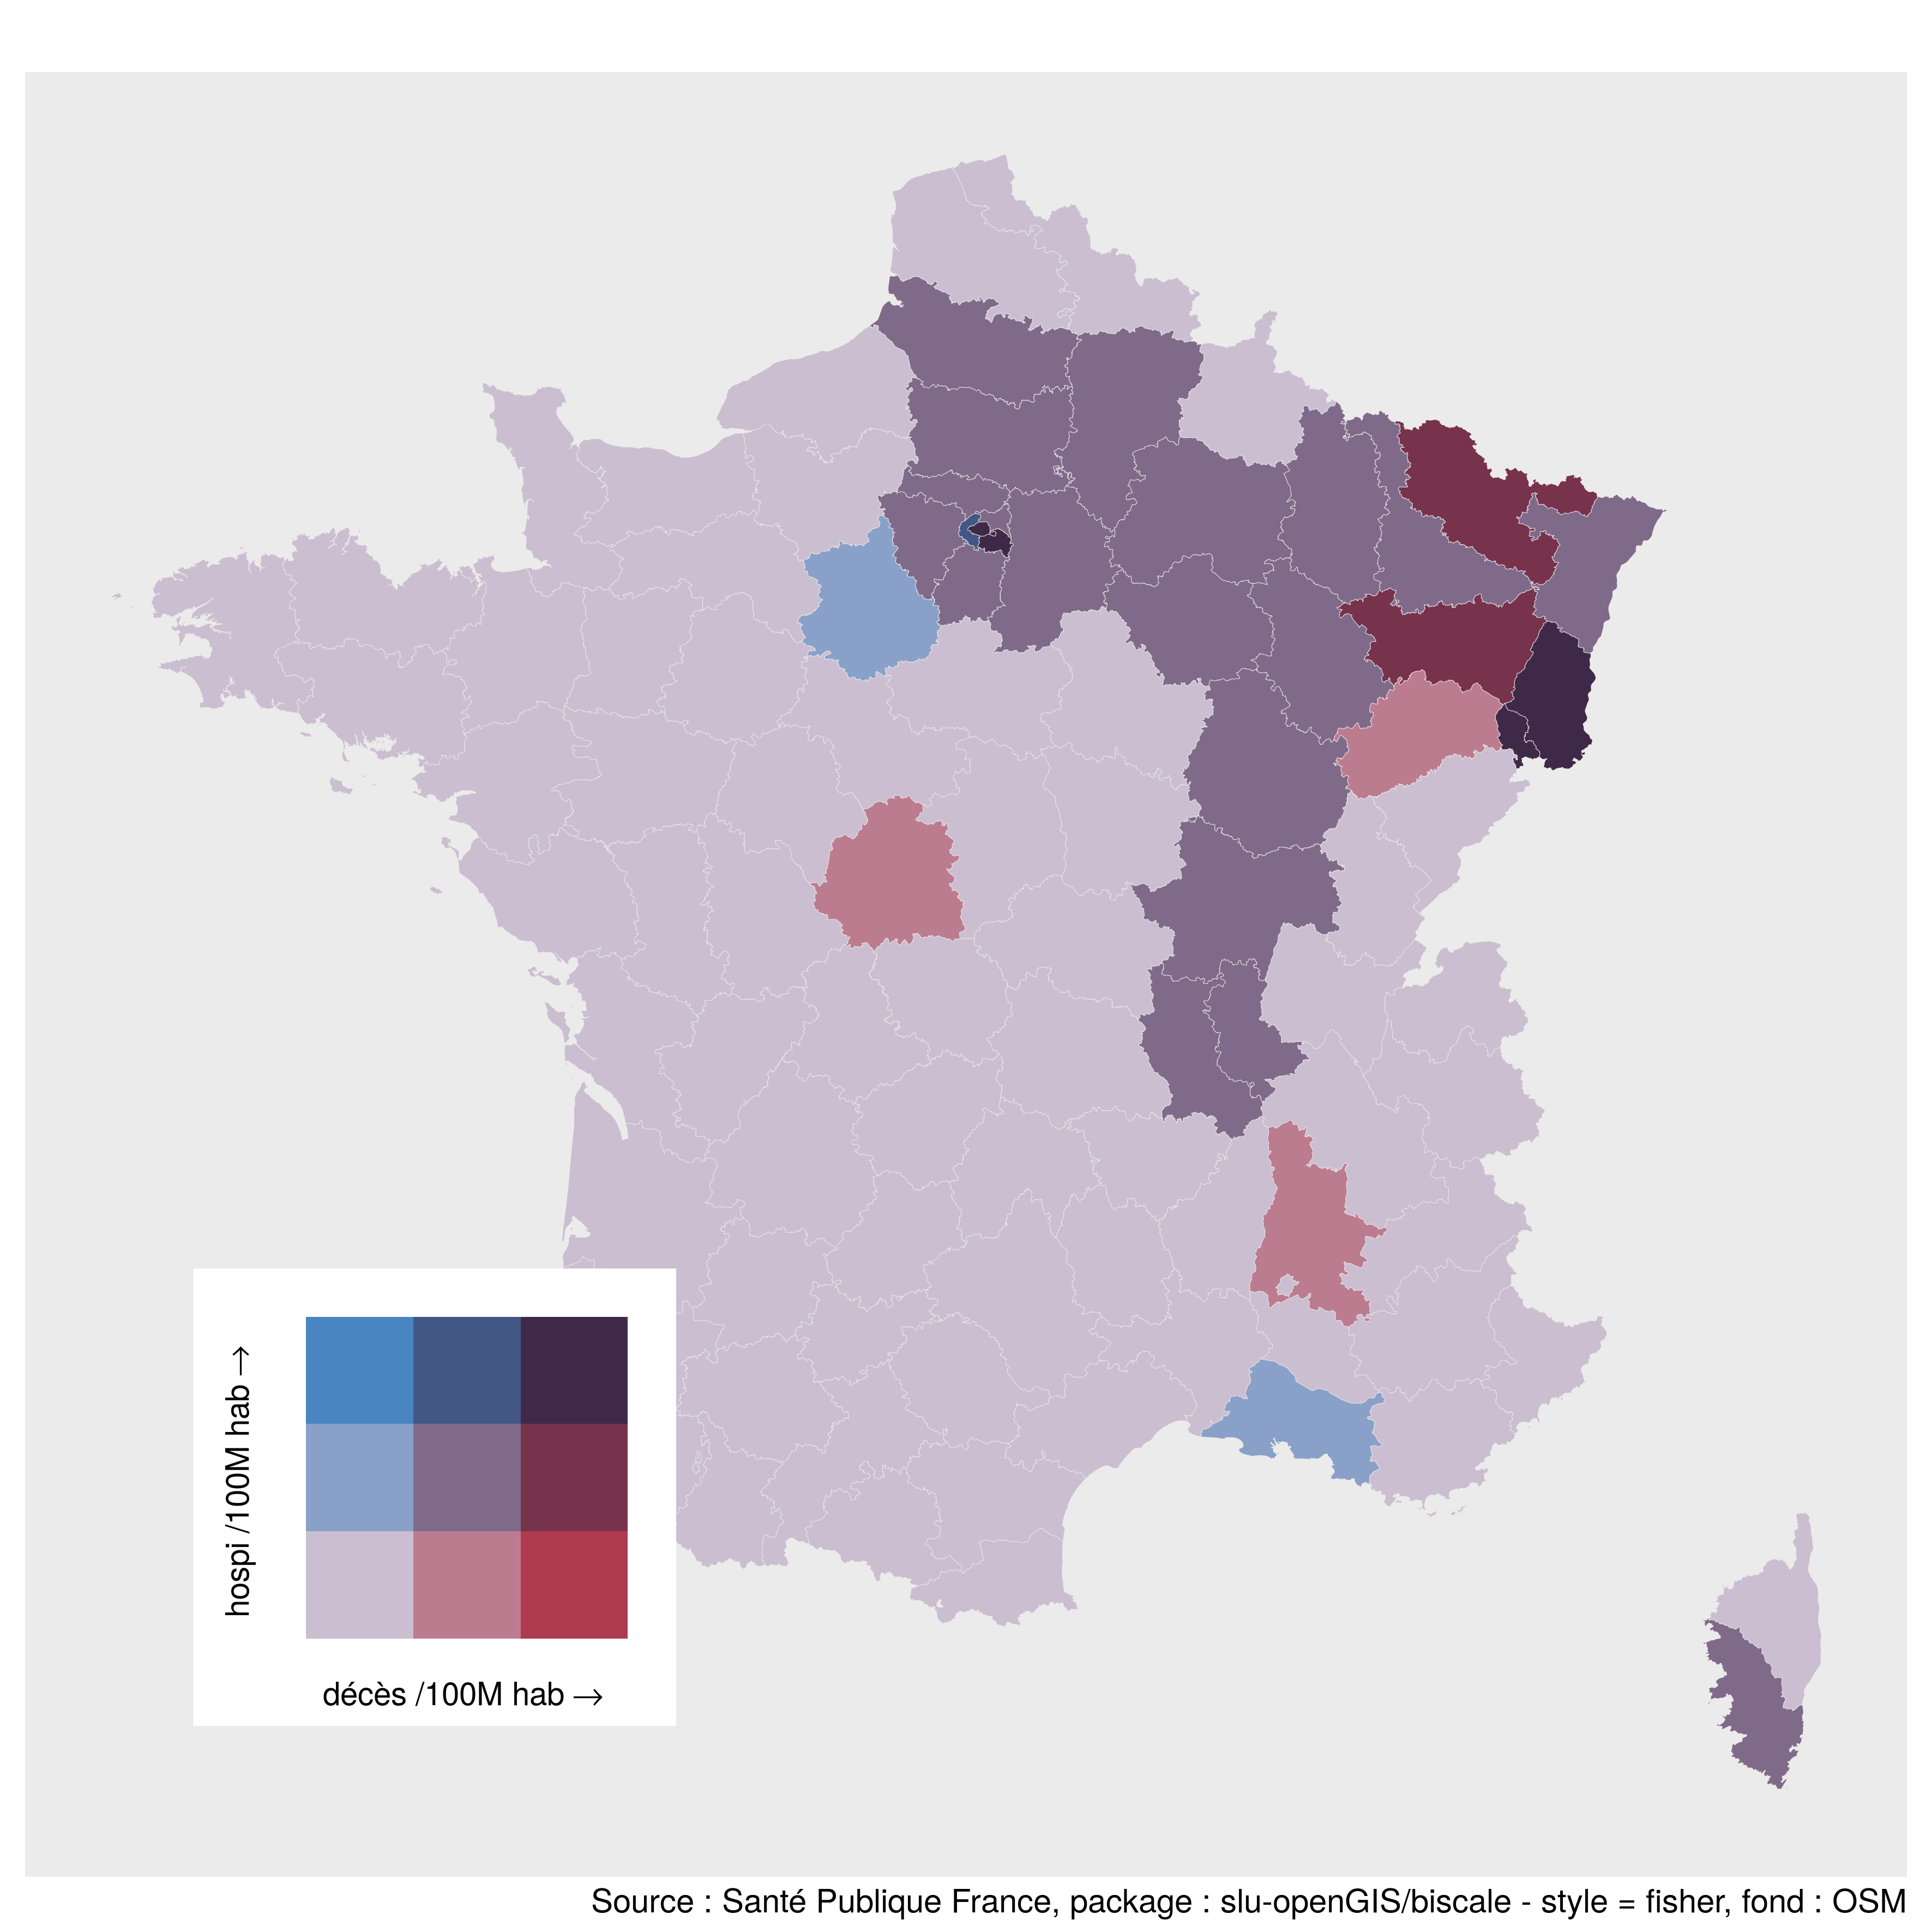 hospi /100M hab →
décès /100M hab →
Source : Santé Publique France, package : slu-openGIS/biscale - style = fisher, fond : OSM